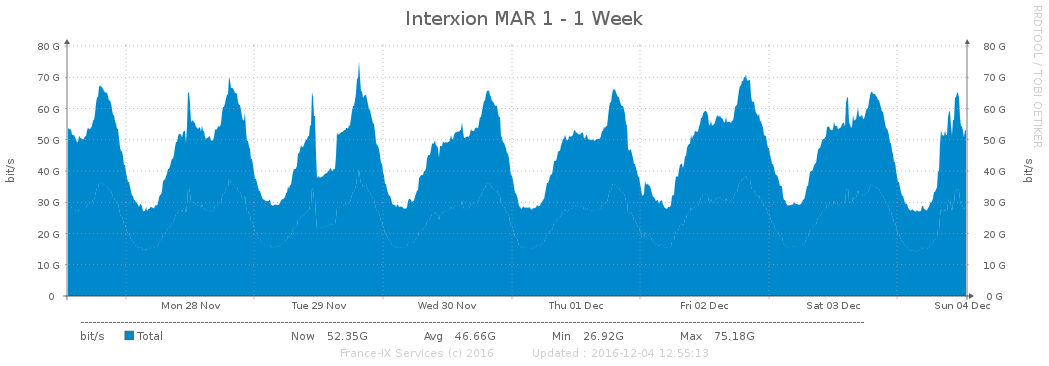 Interxion MAR 1 - 1 Week
RRDTOOL / TOBI OETIKER
bit/s
80 G
70 G
60 G
50 G
40 G
30 G
20 G
10 G
0
80 G
70 G
60 G
50 G
40 G
30 G
20 G
10 G
0 G
bit/s
Mon 28 Nov Tue 29 Nov Wed 30 Nov Thu 01 Dec Fri 02 Dec Sat 03 Dec Sun 04 Dec
bit/s Total Now 52.35G Avg 46.66G Min 26.92G Max 75.18G
France-IX Services (c) 2016 Updated : 2016-12-04 12:55:13